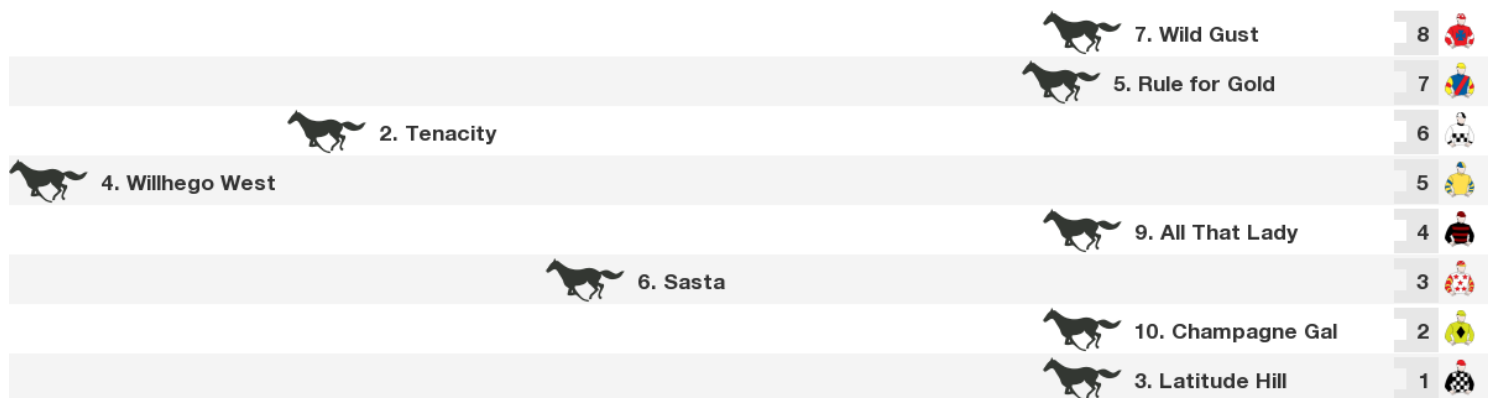 7. Wild Gust 8
5. Rule for Gold 7
2. Tenacity 6
4. Willhego West 5
9. All That Lady 4
6. Sasta 3
10. Champagne Gal 2
3. Latitude Hill 1